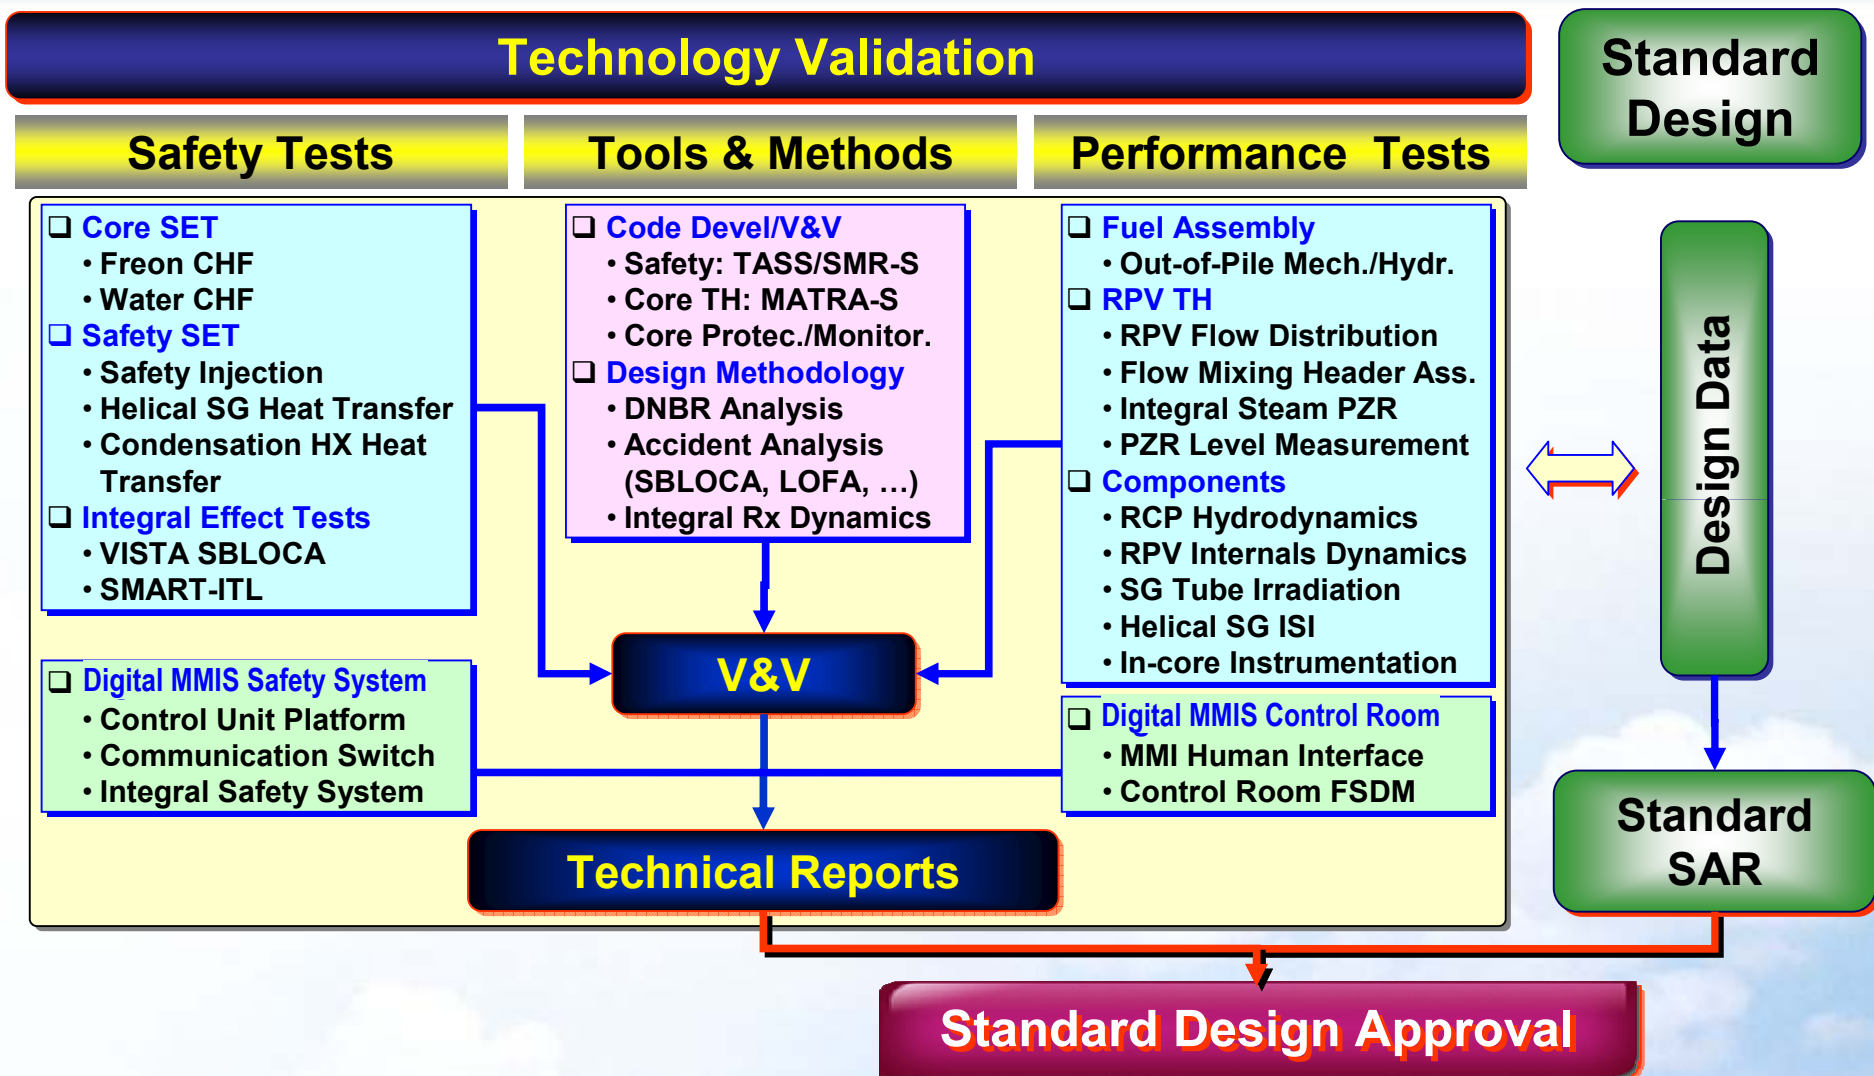 Technology Validation
Standard
Design
Safety Tests
Tools & Methods
Performance Tests
❑ Core SET
• Freon CHF
• Water CHF
❑ Safety SET
• Safety Injection
• Helical SG Heat Transfer
• Condensation HX Heat
Transfer
❑ Integral Effect Tests
• VISTA SBLOCA
• SMART-ITL
❑ Digital MMIS Safety System
• Control Unit Platform
• Communication Switch
• Integral Safety System
❑ Code Devel/V&V
• Safety: TASS/SMR-S
• Core TH: MATRA-S
• Core Protec./Monitor.
❑ Design Methodology
• DNBR Analysis
• Accident Analysis
(SBLOCA, LOFA, …)
• Integral Rx Dynamics
V&V
Technical Reports
❑ Fuel Assembly
• Out-of-Pile Mech./Hydr.
❑ RPV TH
• RPV Flow Distribution
• Flow Mixing Header Ass.
• Integral Steam PZR
• PZR Level Measurement
❑ Components
• RCP Hydrodynamics
• RPV Internals Dynamics
• SG Tube Irradiation
• Helical SG ISI
• In-core Instrumentation
❑ Digital MMIS Control Room
• MMI Human Interface
• Control Room FSDM
Design Data
Standard
SAR
Standard Design Approval